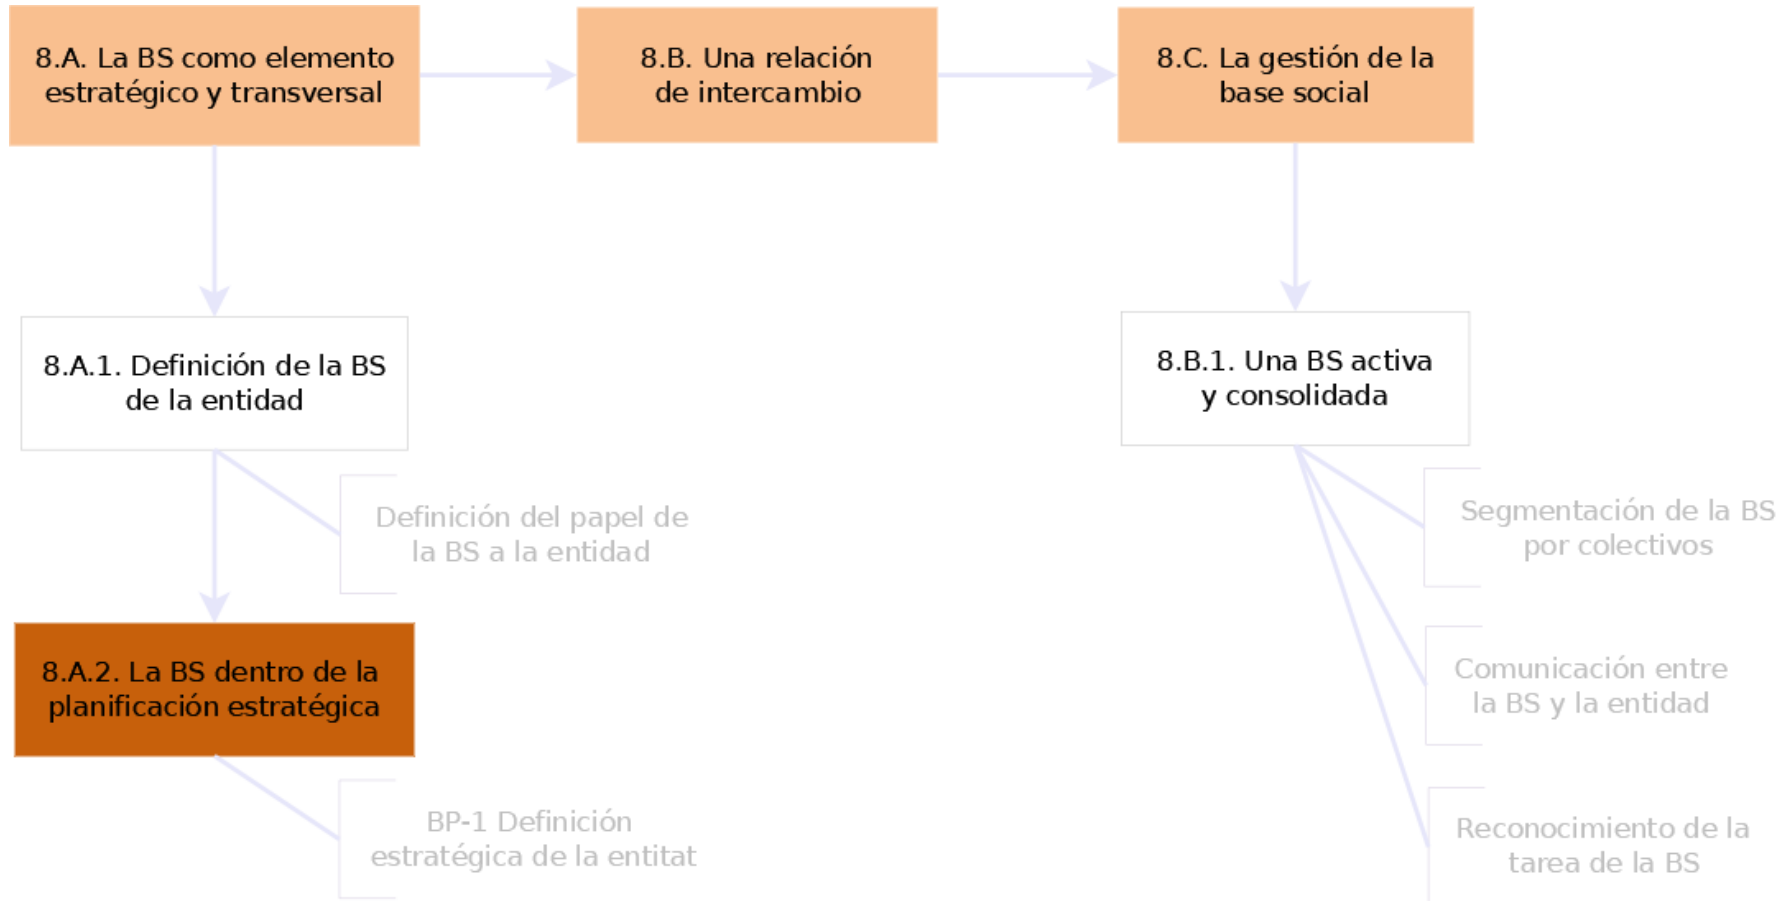 8.A. La BS como elemento
estratégico y transversal
8.B. Una relación
de intercambio
8.C. La gestión de la
base social
8.A.1. Definición de la BS
de la entidad
8.B.1. Una BS activa
y consolidada
Definición del papel de
la BS a la entidad
Segmentación de la BS
por colectivos
8.A.2. La BS dentro de la
planificación estratégica
Comunicación entre
la BS y la entidad
BP-1 Definición
estratégica de la entitat
Reconocimiento de la
tarea de la BS